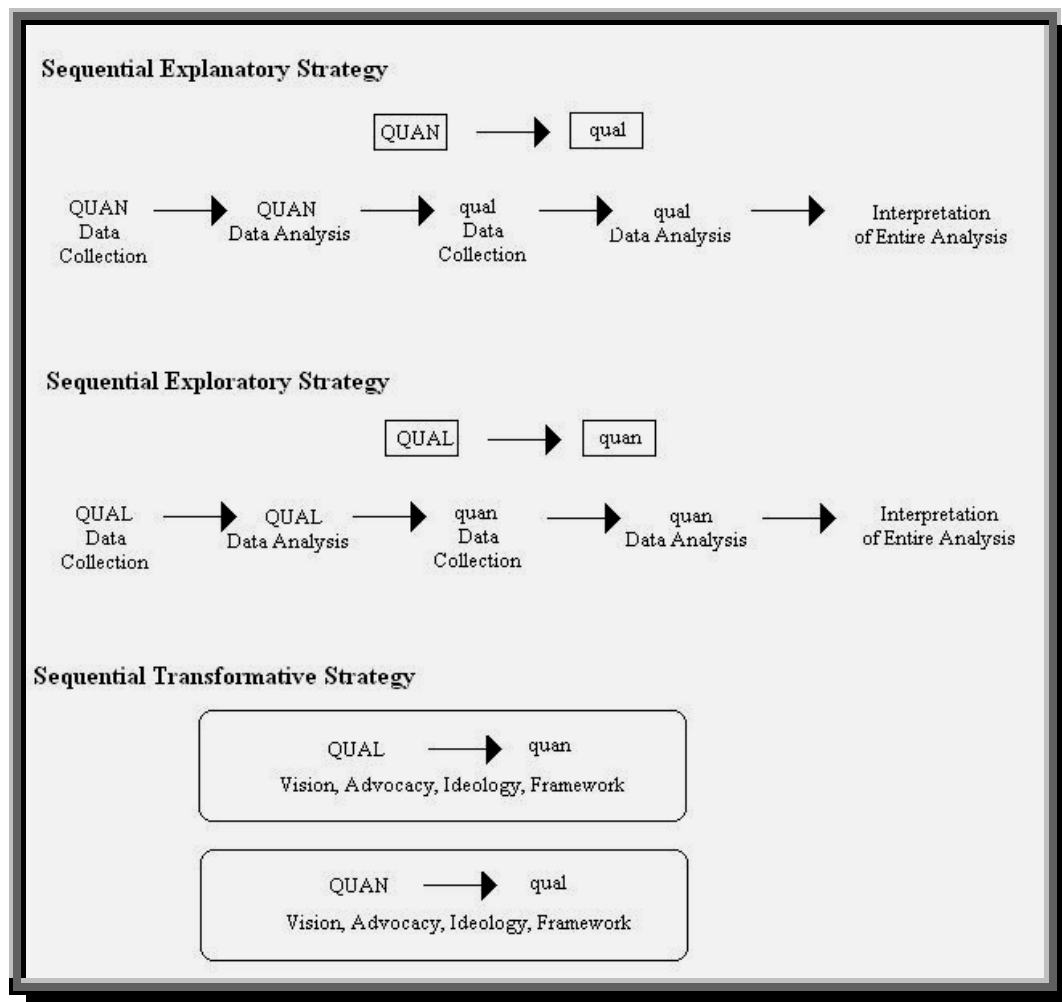 Sequential Explanatory Strategy
QUAN qual
QUAN QUAN qual qual Interpretation
Data Data Analysis Data Data Analysis of Entire Analysis
Collection Collection
Sequential Exploratory Strategy
QUAL quan
QUAL QUAL quan quan Interpretation
Data Data Analysis Data Data Analysis of Entire Analysis
Collection Collection
Sequential Transformative Strategy
QUAL quan
Vision, Advocacy, Ideology, Framework
QUAN qual
Vision, Advocacy, Ideology, Framework